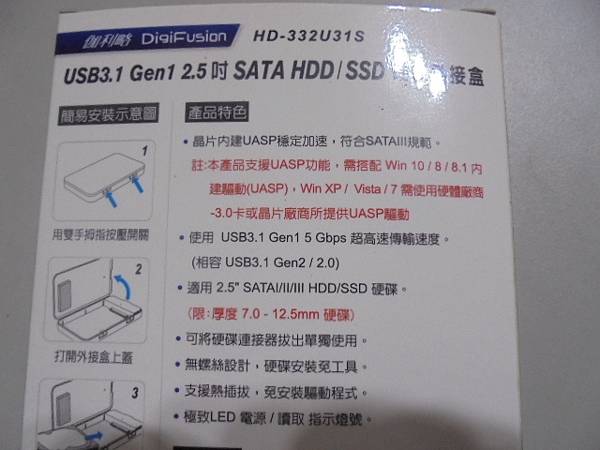 伽利略 DigiFusion HD-332U31S
USB3.1 Gen1 2.5吋 SATA HDD/SSD 接盒
簡易安裝示意圖
1
用雙手拇指按壓開關
2
打開外接盒上蓋
3
產品特色
•晶片內建UASP穩定加速,符合SATAIII規範。
註:本產品支援UASP功能,需搭配 Win 10 / 8 / 8.1 內
建驅動(UASP),Win XP / Vista / 7 需使用硬體廠商
-3.0卡或晶片廠商所提供UASP驅動
•使用 USB3.1 Gen1 5 Gbps 超高速傳輸速度。
(相容 USB3.1 Gen2 / 2.0)
•適用 2.5" SATAI/II/III HDD/SSD 硬碟。
(限:厚度 7.0 - 12.5mm 硬碟)
•可將硬碟連接器拔出單獨使用。
•無螺絲設計,硬碟安裝免工具。
•支援熱插拔,免安裝驅動程式。
•極致LED 電源 / 讀取 指示燈號。